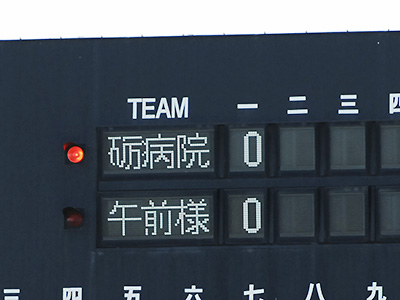 TEAM 一 二 三 四
砺病院 0
午前様 0
三 四 五 六 七 八 九